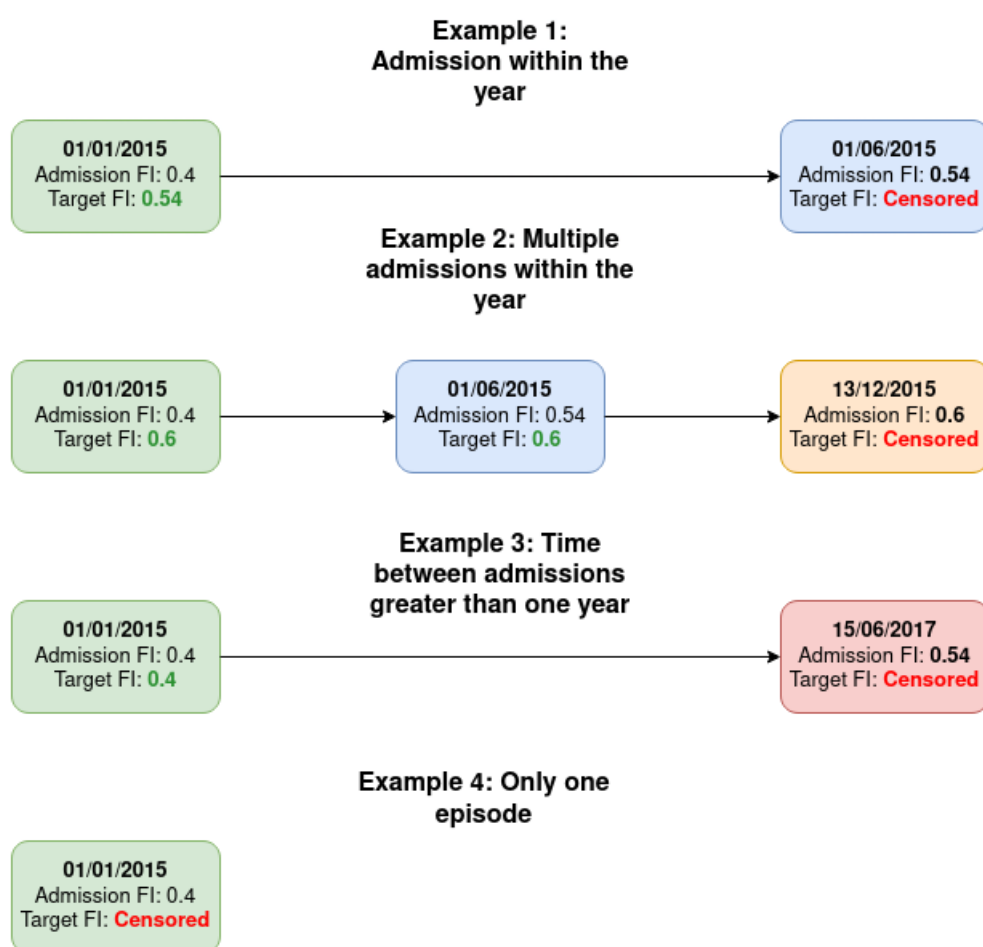 Example 1:
Admission within the
year
01/01/2015
Admission FI: 0.4
Target FI: 0.54
01/06/2015
Admission FI: 0.54
Target FI: Censored
Example 2: Multiple
admissions within the
year
01/01/2015
Admission FI: 0.4
Target FI: 0.6
01/06/2015
Admission FI: 0.54
Target FI: 0.6
13/12/2015
Admission FI: 0.6
Target FI: Censored
Example 3: Time
between admissions
greater than one year
01/01/2015
Admission FI: 0.4
Target FI: 0.4
15/06/2017
Admission FI: 0.54
Target FI: Censored
Example 4: Only one
episode
01/01/2015
Admission FI: 0.4
Target FI: Censored